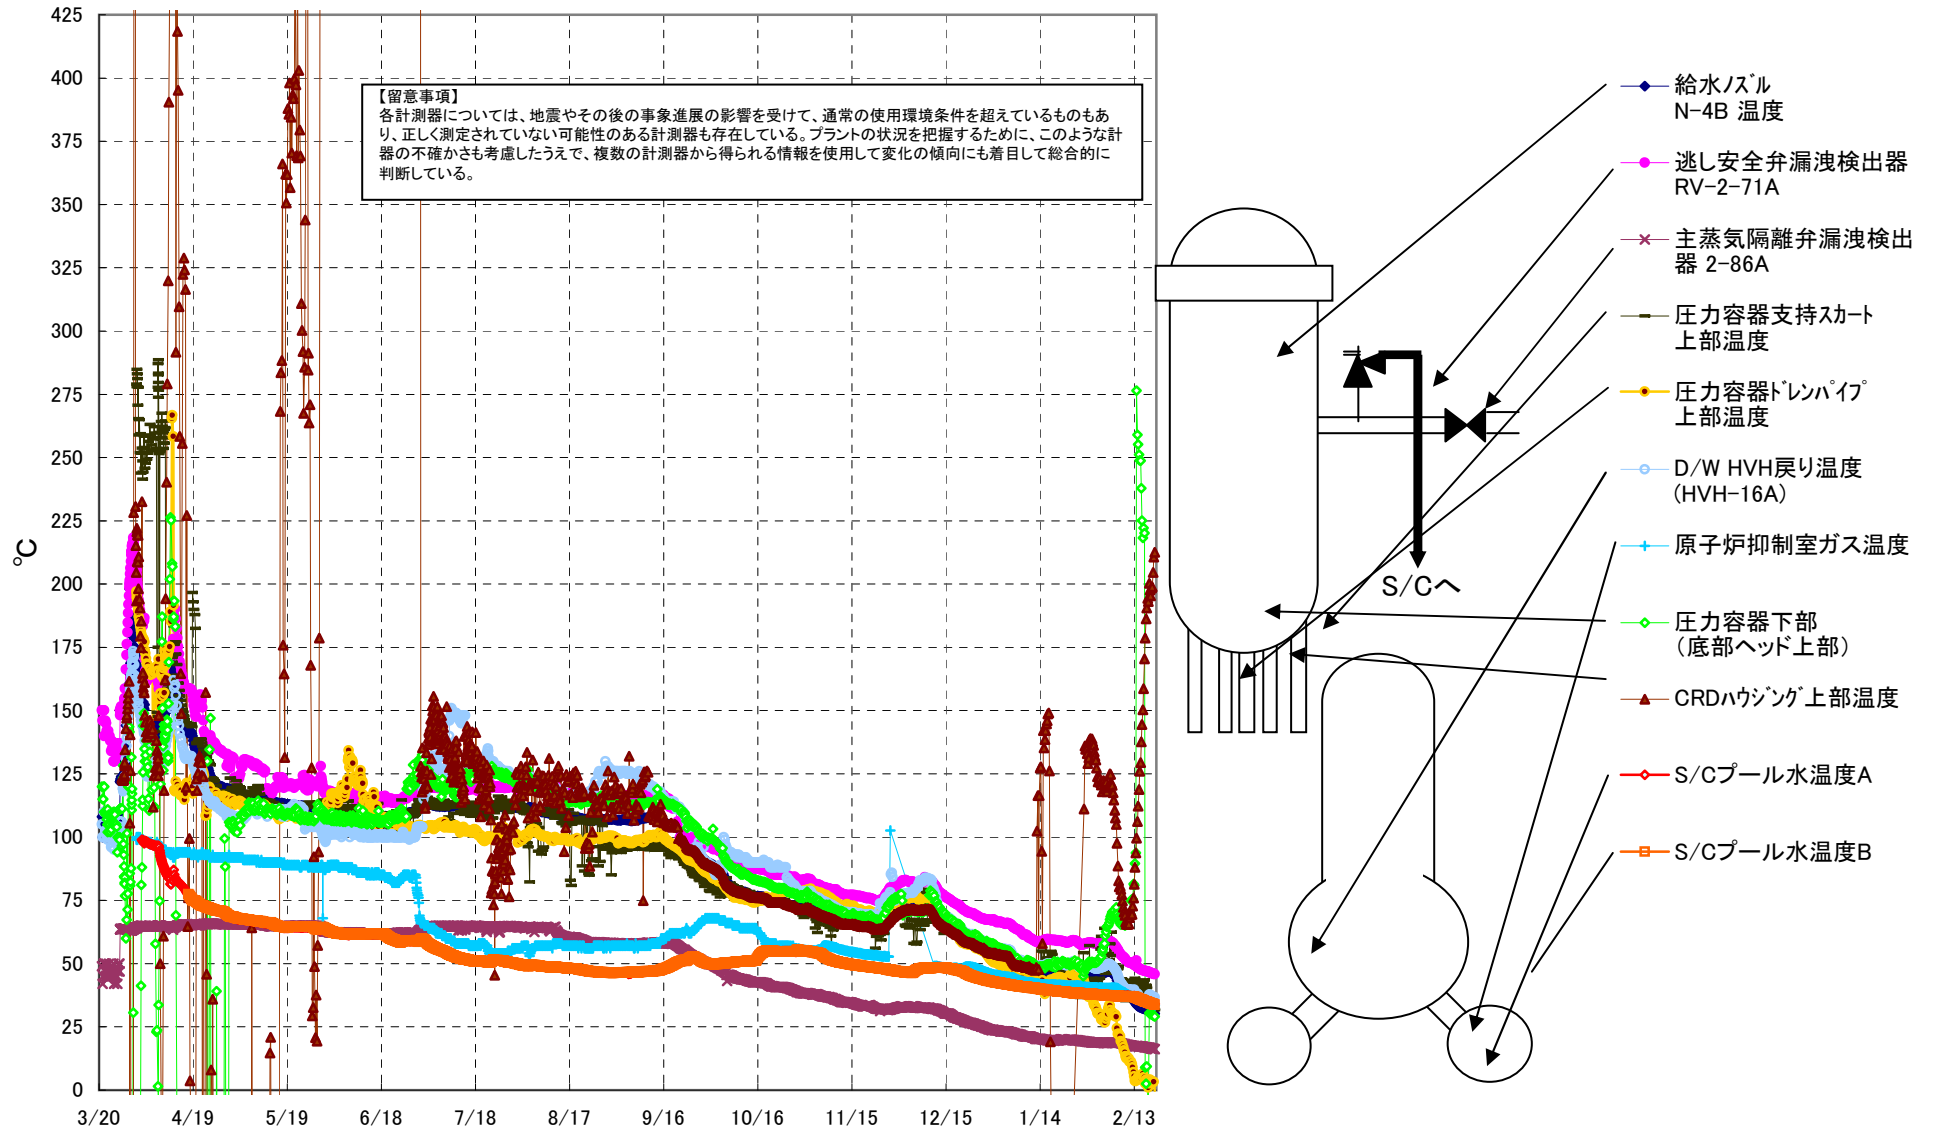 425
400
375
350
325
300
275
250
225
200
175
150
125
100
75
50
25
0
℃
3/20
4/19
5/19
6/18
7/18
8/17
9/16
10/16
11/15
12/15
1/14
2/13
【留意事項】
各計測器については、地震やその後の事象進展の影響を受けて、通常の使用環境条件を超えているものもあ
り、正しく測定されていない可能性のある計測器も存在している。プラントの状況を把握するために、このような計
器の不確かさも考慮したうえで、複数の計測器から得られる情報を使用して変化の傾向にも着目して総合的に
判断している。
S/Cへ
給水ﾉｽﾞﾙ
N-4B 温度
逃し安全弁漏洩検出器
RV-2-71A
主蒸気隔離弁漏洩検出
器 2-86A
圧力容器支持ｽｶｰﾄ
上部温度
圧力容器ﾄﾞﾚﾝﾊﾟｲﾌﾟ
上部温度
D/W HVH戻り温度
(HVH-16A)
原子炉抑制室ガス温度
圧力容器下部
（底部ヘッド上部）
CRDﾊｳｼﾞﾝｸﾞ上部温度
S/Cプール水温度A
S/Cプール水温度B